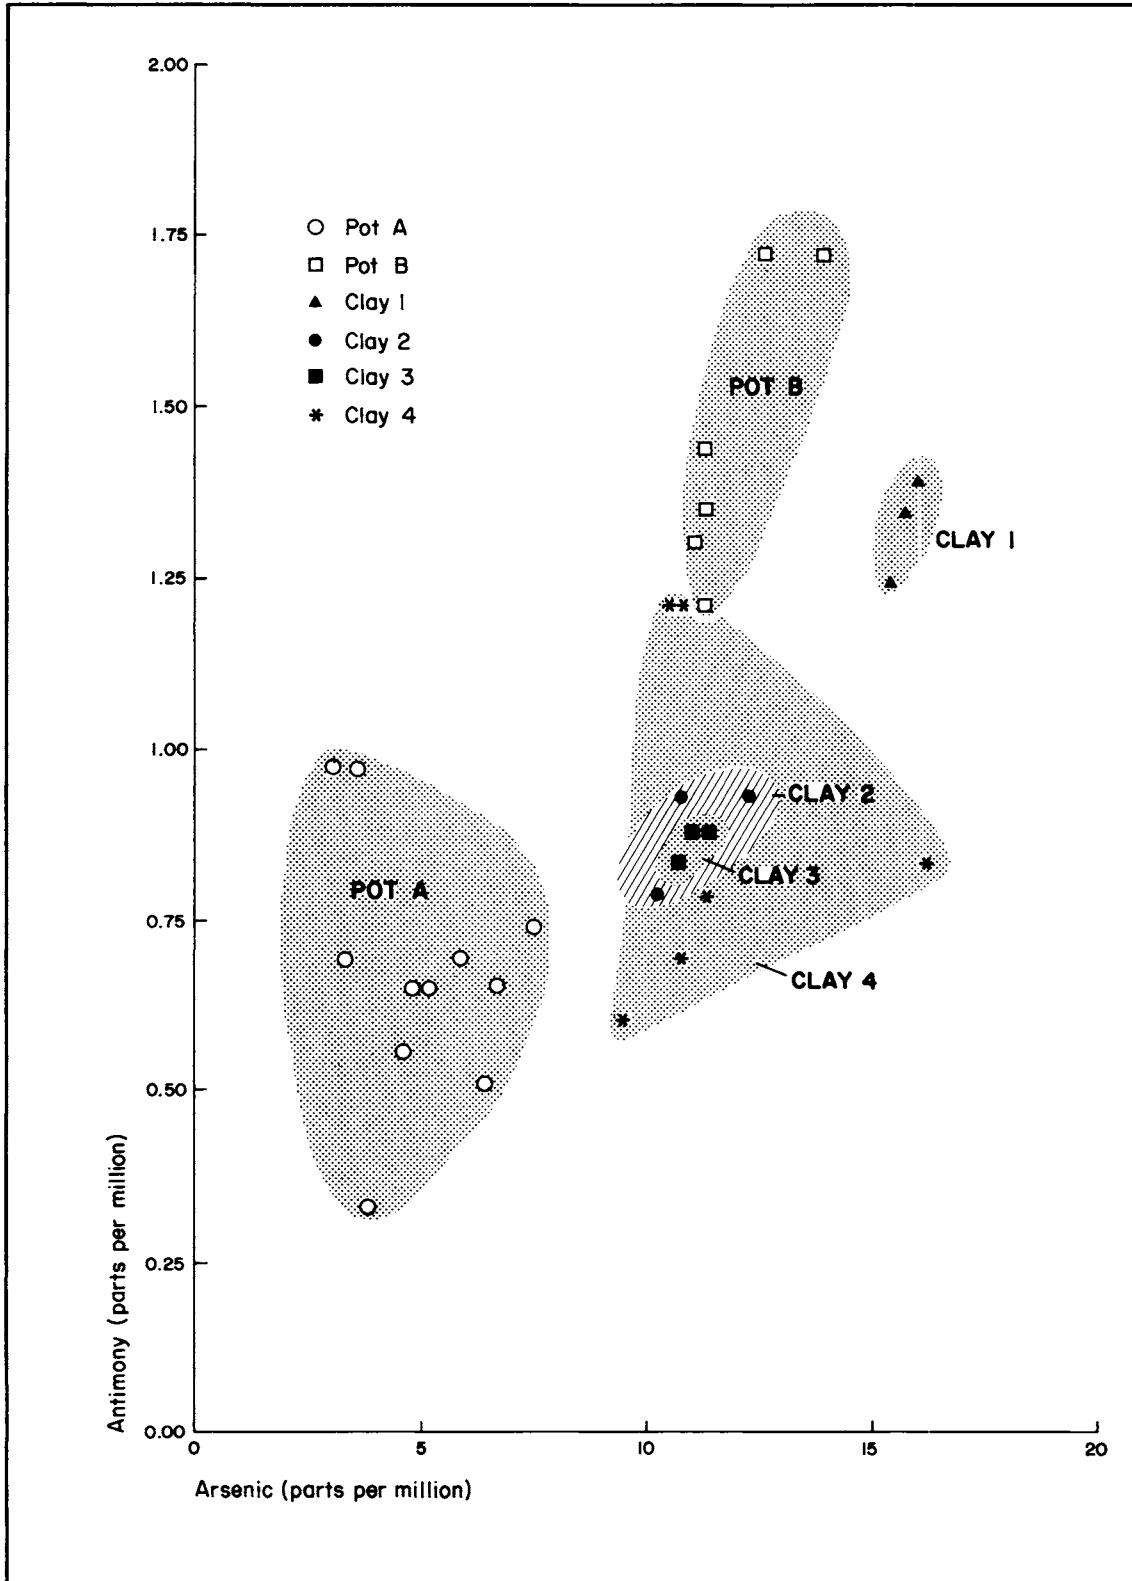 2.00
1.75
1.50
1.25
1.00
0.75
0.50
0.25
0.00
Antimony (parts per million)
0
5
10
15
20
Arsenic (parts per million)
Pot A
Pot B
Clay 1
Clay 2
Clay 3
Clay 4
POT B
CLAY 1
CLAY 2
CLAY 3
POT A
CLAY 4